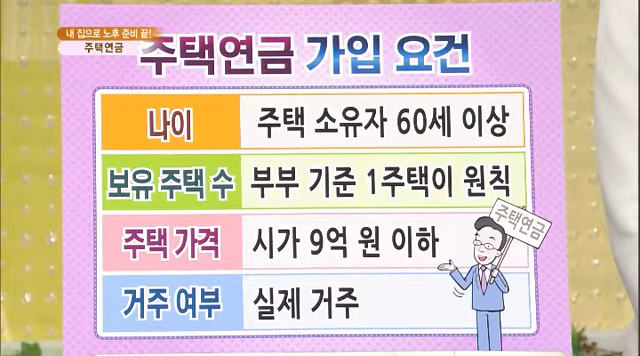 내 집으로 노후 준비 끝!
주택연금
주택연금 가입 요건
나이 주택 소유자 60세 이상
보유 주택 수 부부 기준 1주택이 원칙
주택 가격 시가 9억 원 이하
주택연금
거주 여부 실제 거주